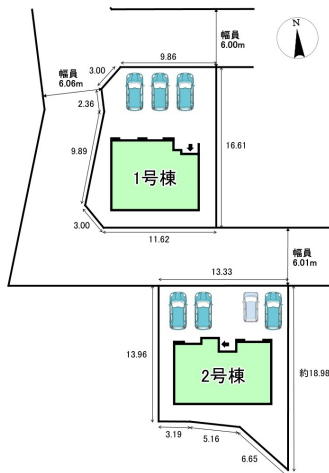 幅員
6.00m
N
9.86
3.00
幅員
6.06m
2.36
9.89
16.61
1号棟
3.00
11.62
幅員
6.01m
13.33
13.96
約18.98
2号棟
3.19
5.16
6.65